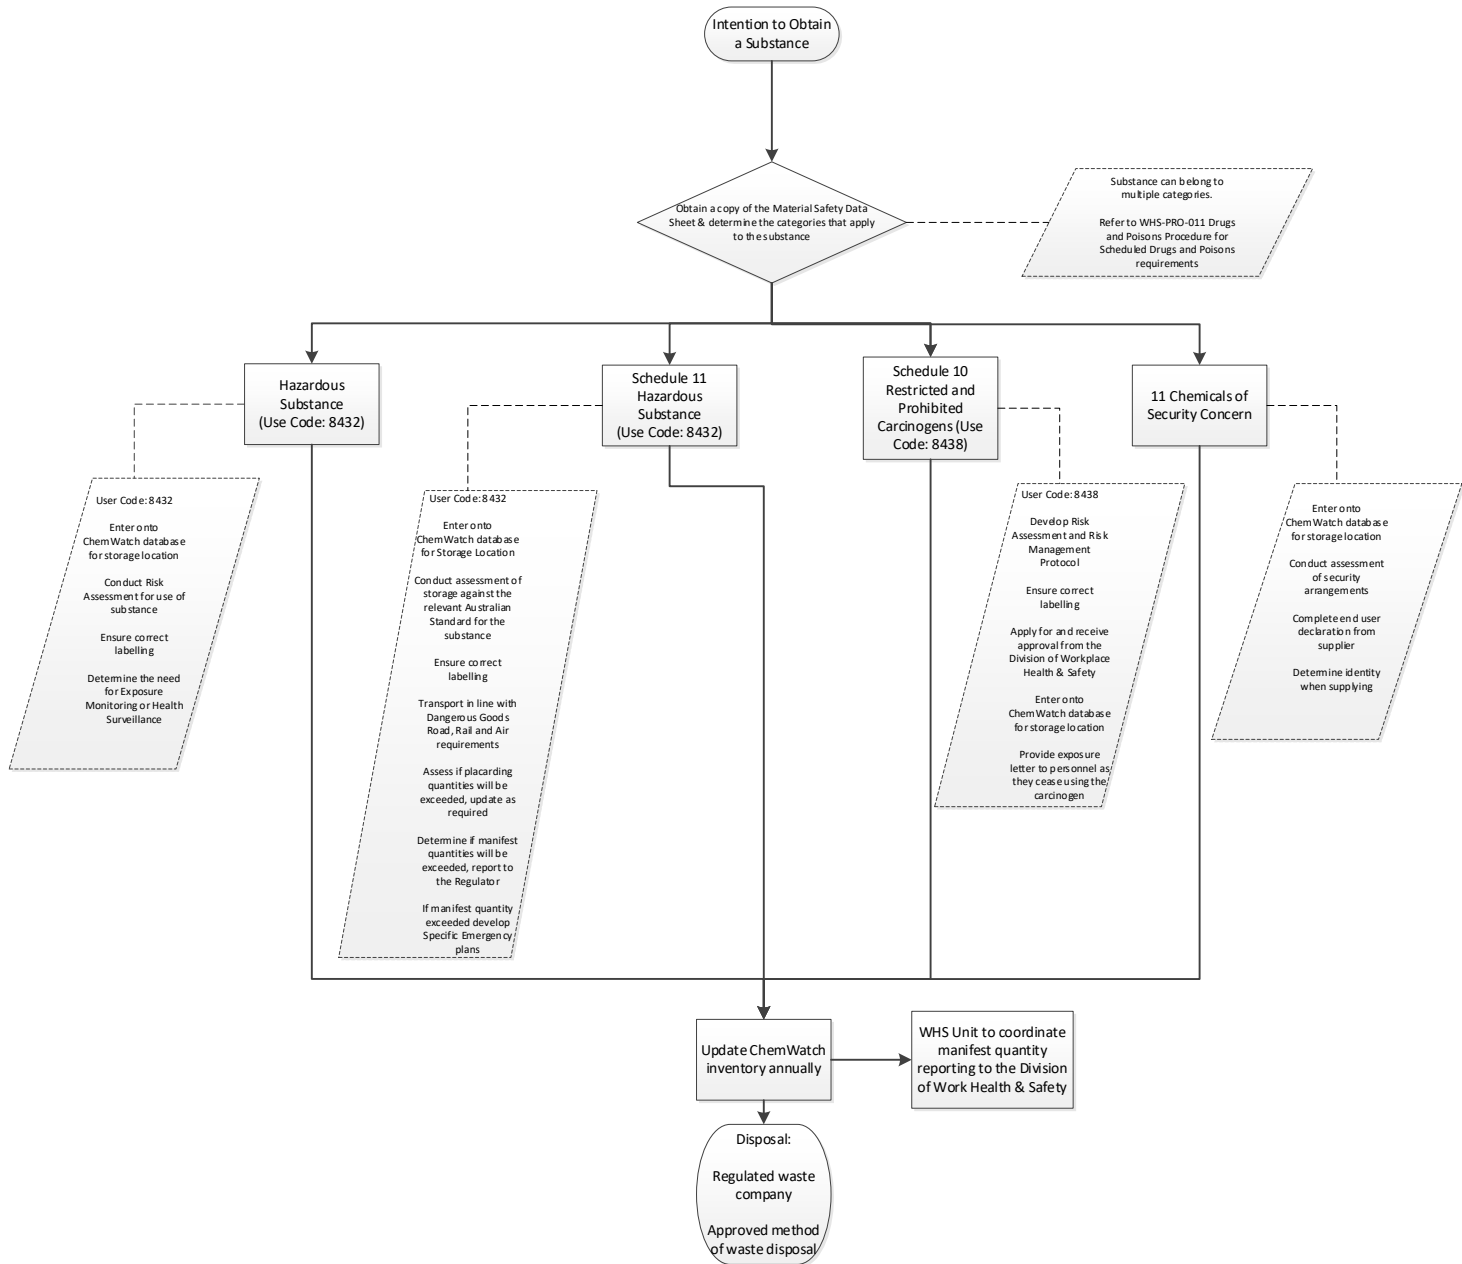 Intention to Obtain
a Substance
Obtain a copy of the Material Safety Data
Sheet & determine the categories that apply
to the substance
Substance can belong to
multiple categories.
Refer to WHS-PRO-011 Drugs
and Poisons Procedure for
Scheduled Drugs and Poisons
requirements
Hazardous
Substance
(Use Code: 8432)
Schedule 11
Hazardous
Substance
(Use Code: 8432)
Schedule 10
Restricted and
Prohibited
Carcinogens (Use
Code: 8438)
11 Chemicals of
Security Concern
User Code: 8432
Enter onto
ChemWatch database
for storage location
Conduct Risk
Assessment for use of
substance
Ensure correct
labelling
Determine the need
for Exposure
Monitoring or Health
Surveillance
User Code: 8432
Enter onto
ChemWatch database
for Storage Location
Conduct assessment of
storage against the
relevant Australian
Standard for the
substance
Ensure correct
labelling
Transport in line with
Dangerous Goods
Road, Rail and Air
requirements
Assess if placarding
quantities will be
exceeded, update as
required
Determine if manifest
quantities will be
exceeded, report to
the Regulator
If manifest quantity
exceeded develop
Specific Emergency
plans
User Code: 8438
Develop Risk
Assessment and Risk
Management
Protocol
Ensure correct
labelling
Apply for and receive
approval from the
Division of Workplace
Health & Safety
Enter onto
ChemWatch database
for storage location
Provide exposure
letter to personnel as
they cease using the
carcinogen
Enter onto
ChemWatch database
for storage location
Conduct assessment
of security
arrangements
Complete end user
declaration from
supplier
Determine identity
when supplying
Update ChemWatch
inventory annually
WHS Unit to coordinate
manifest quantity
reporting to the Division
of Work Health & Safety
Disposal:
Regulated waste
company
Approved method
of waste disposal